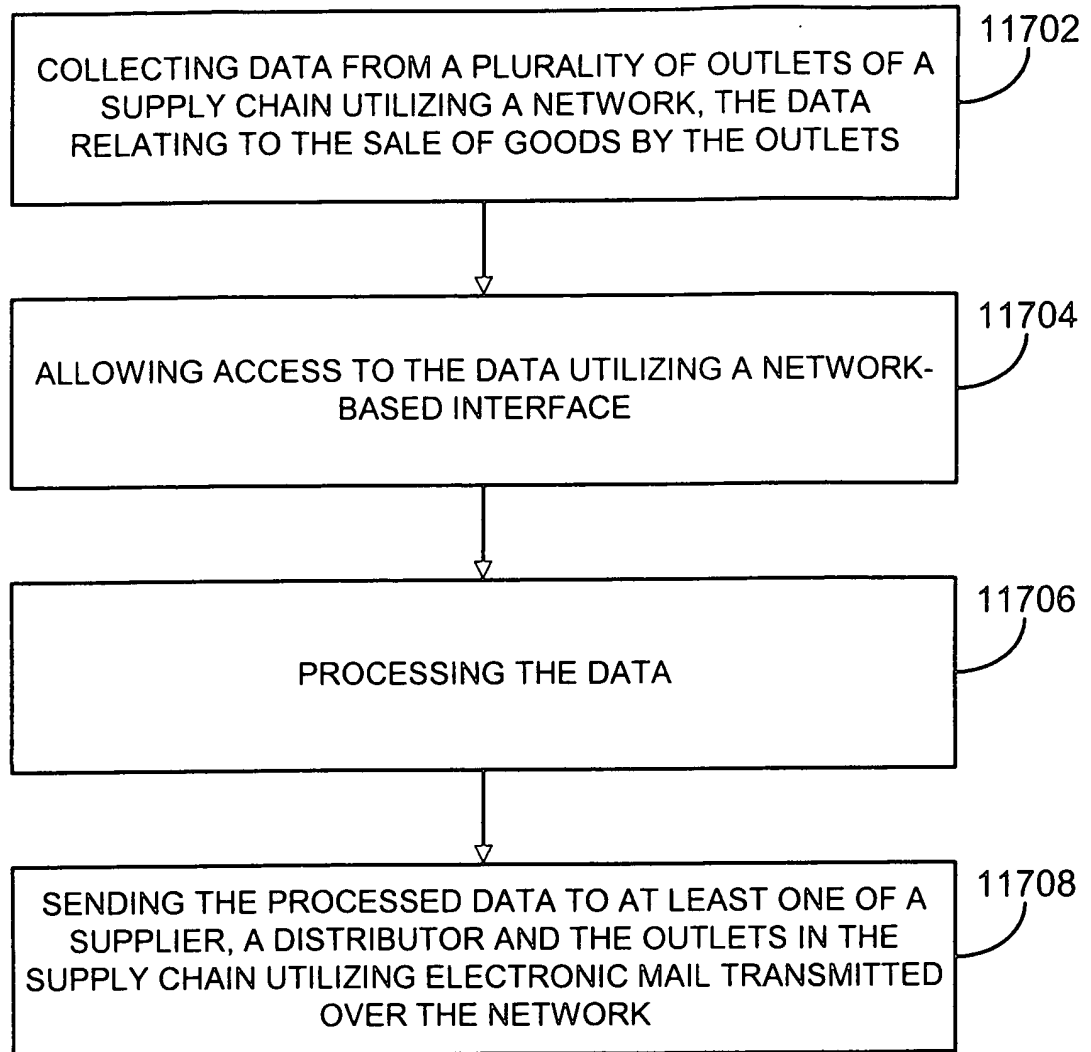 11702
COLLECTING DATA FROM A PLURALITY OF OUTLETS OF A
SUPPLY CHAIN UTILIZING A NETWORK, THE DATA
RELATING TO THE SALE OF GOODS BY THE OUTLETS
11704
ALLOWING ACCESS TO THE DATA UTILIZING A NETWORK-
BASED INTERFACE
11706
PROCESSING THE DATA
11708
SENDING THE PROCESSED DATA TO AT LEAST ONE OF A
SUPPLIER, A DISTRIBUTOR AND THE OUTLETS IN THE
SUPPLY CHAIN UTILIZING ELECTRONIC MAIL TRANSMITTED
OVER THE NETWORK